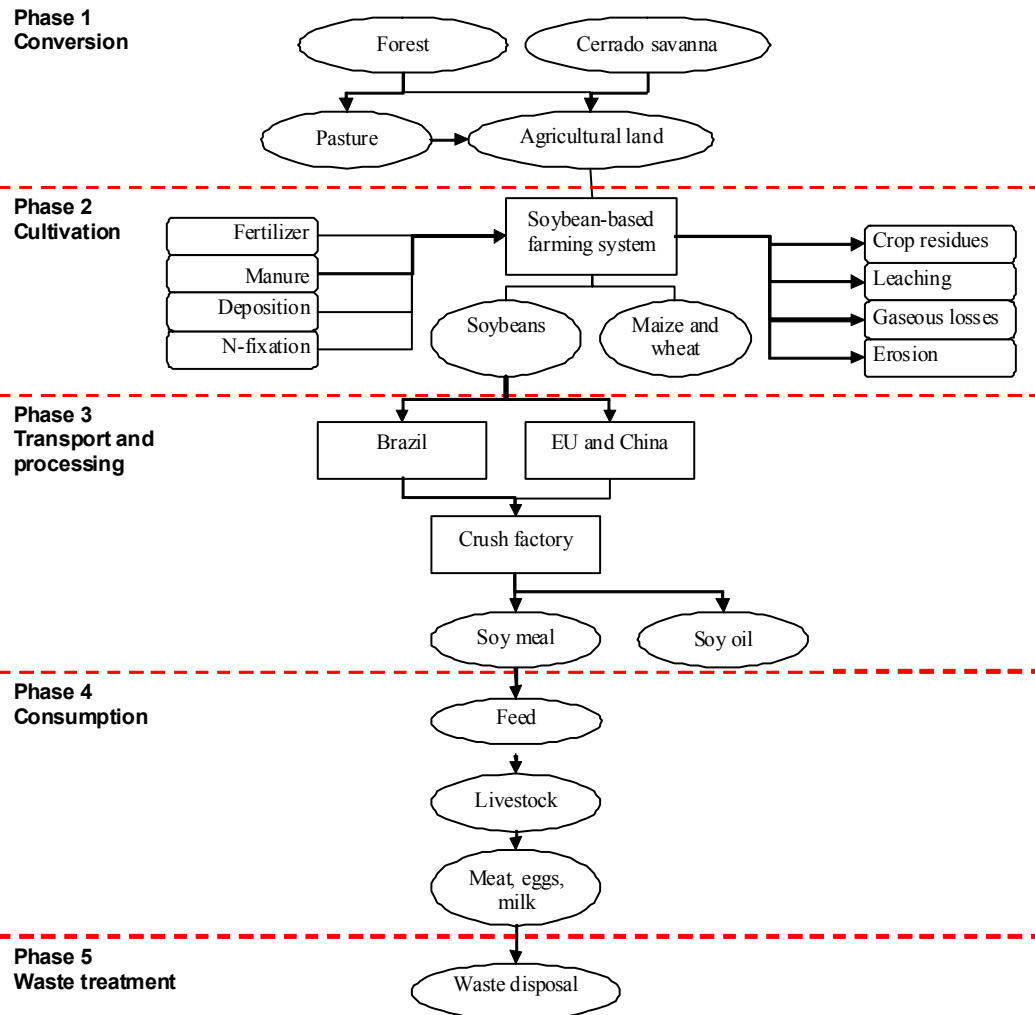 Phase 1
Conversion
Forest
Cerrado savanna
Pasture
Agricultural land
Phase 2
Cultivation
Fertilizer
Manure
Deposition
N-fixation
Soybean-based
farming system
Soybeans
Maize and
wheat
Crop residues
Leaching
Gaseous losses
Erosion
Phase 3
Transport and
processing
Brazil
EU and China
Crush factory
Soy meal
Soy oil
Phase 4
Consumption
Feed
Livestock
Meat, eggs,
milk
Phase 5
Waste treatment
Waste disposal